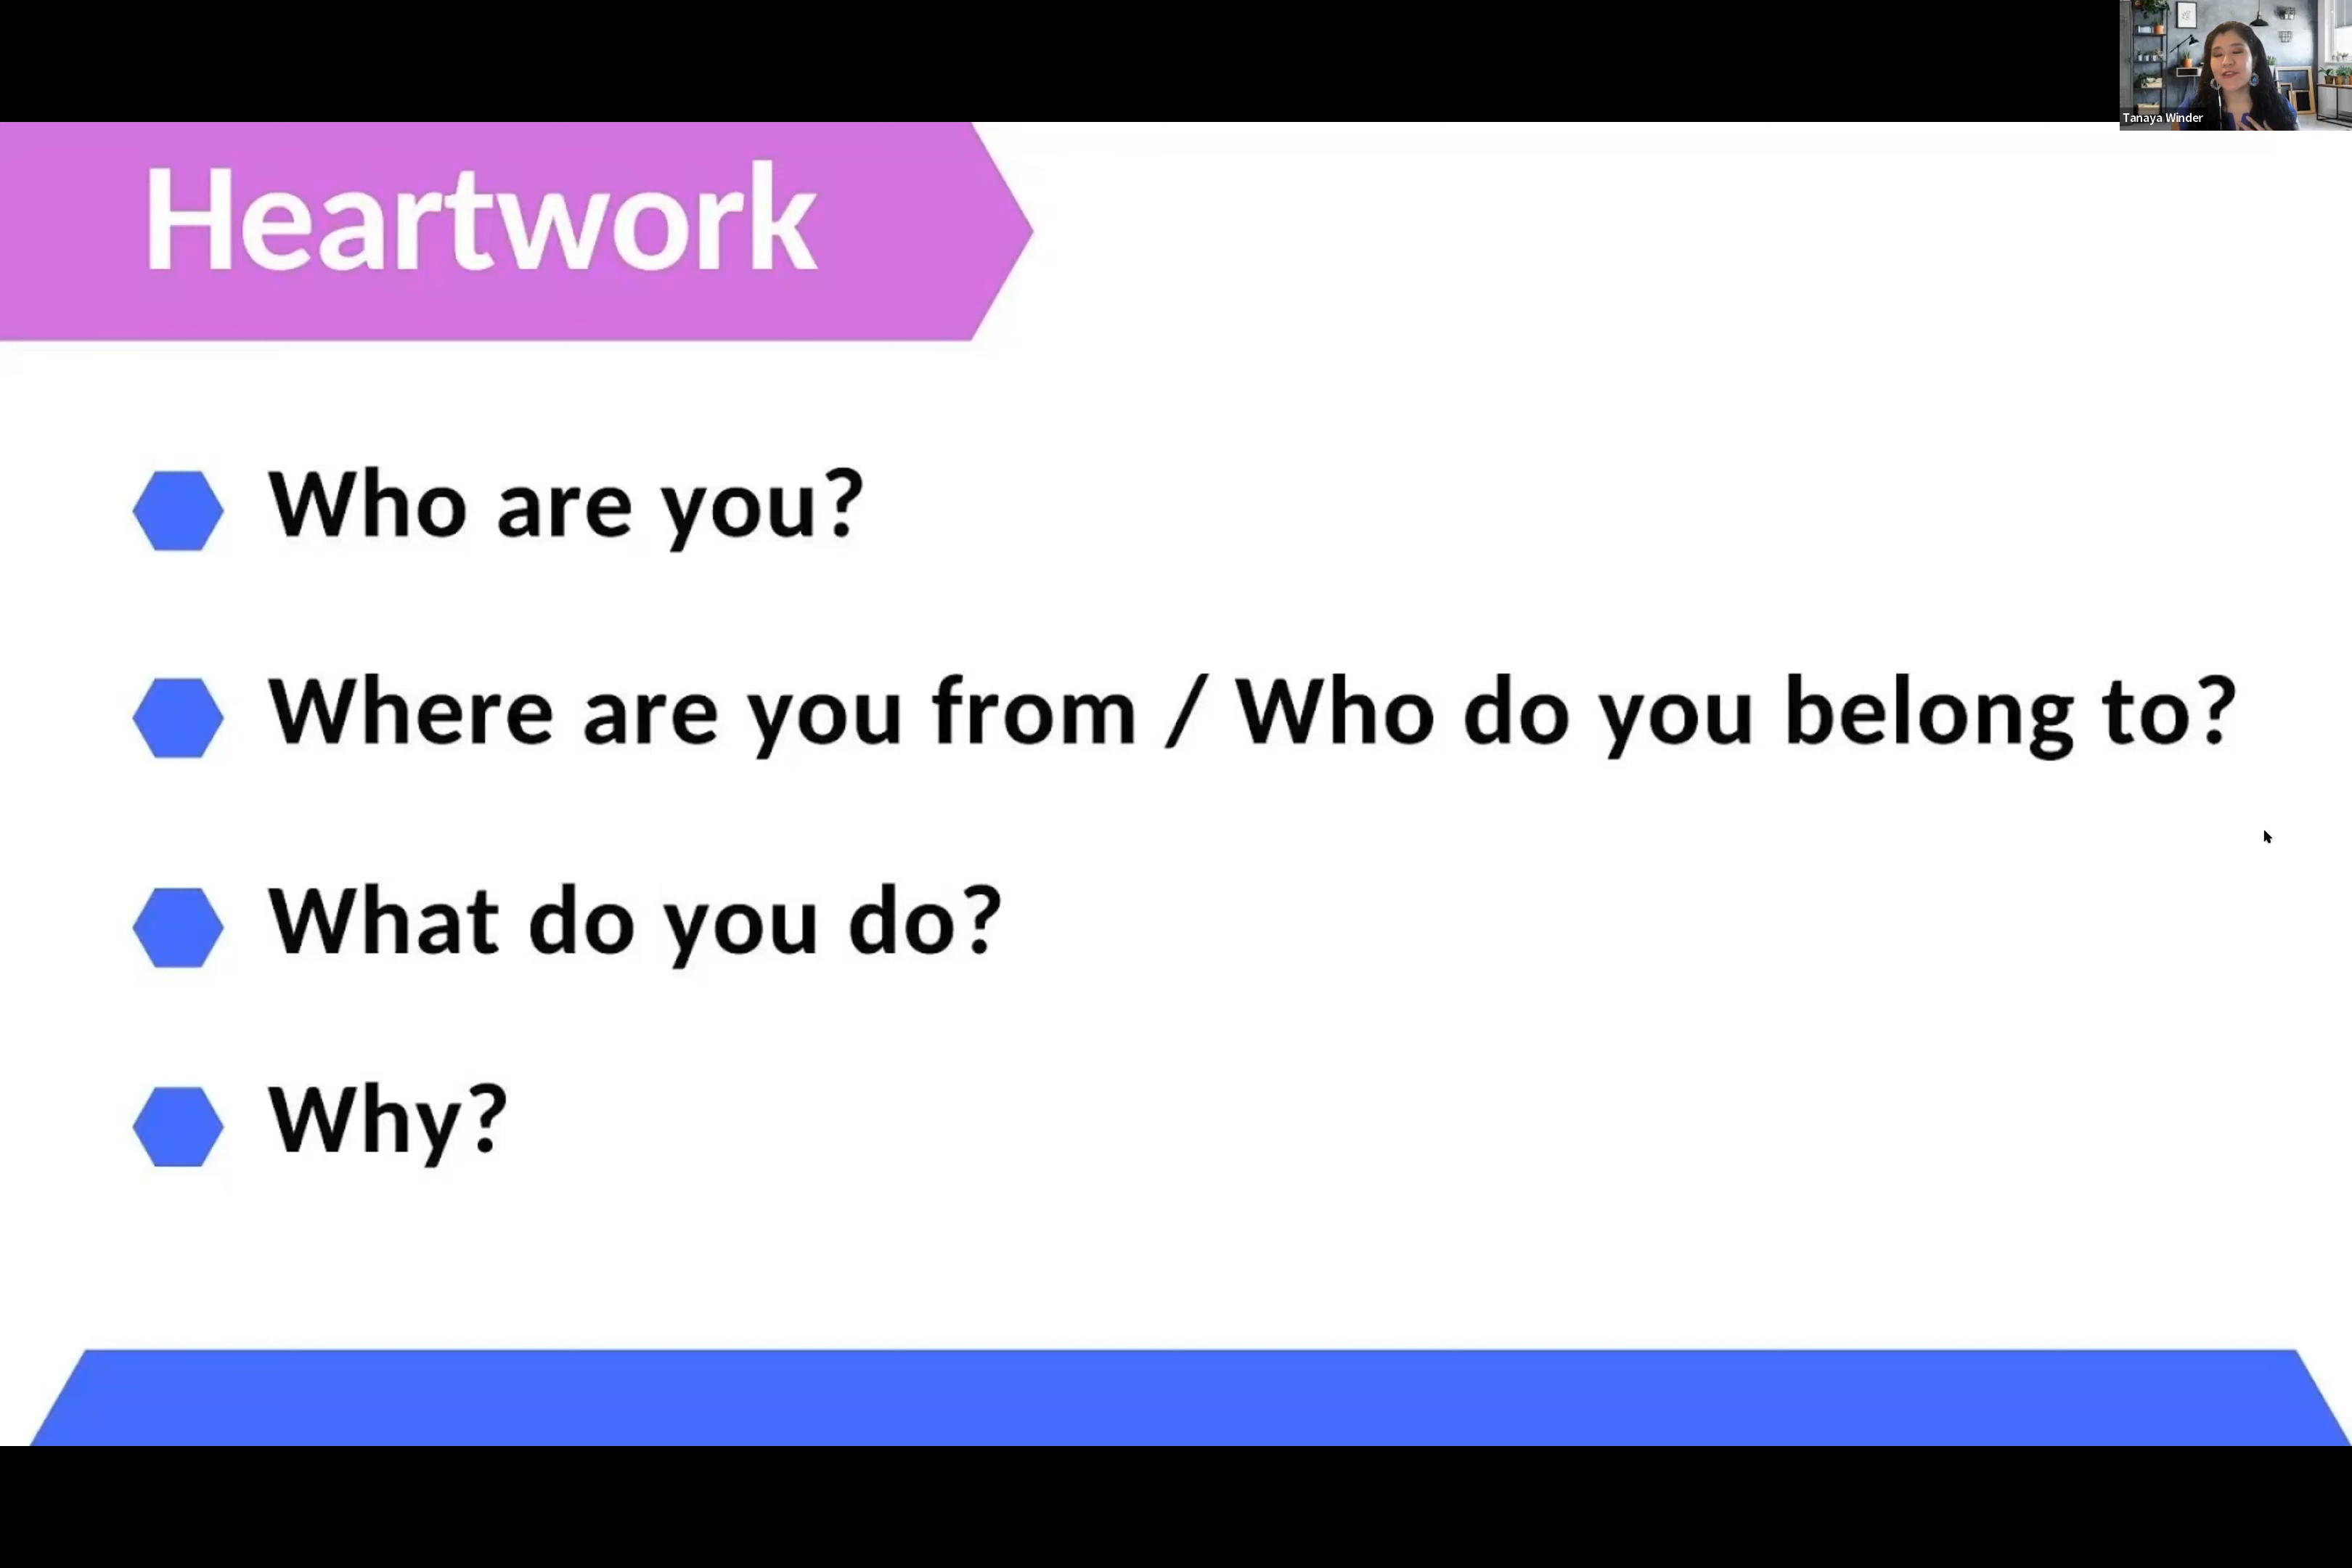 Tanaya Winder
Heartwork
Who are you?
Where are you from / Who do you belong to?
What do you do?
Why?